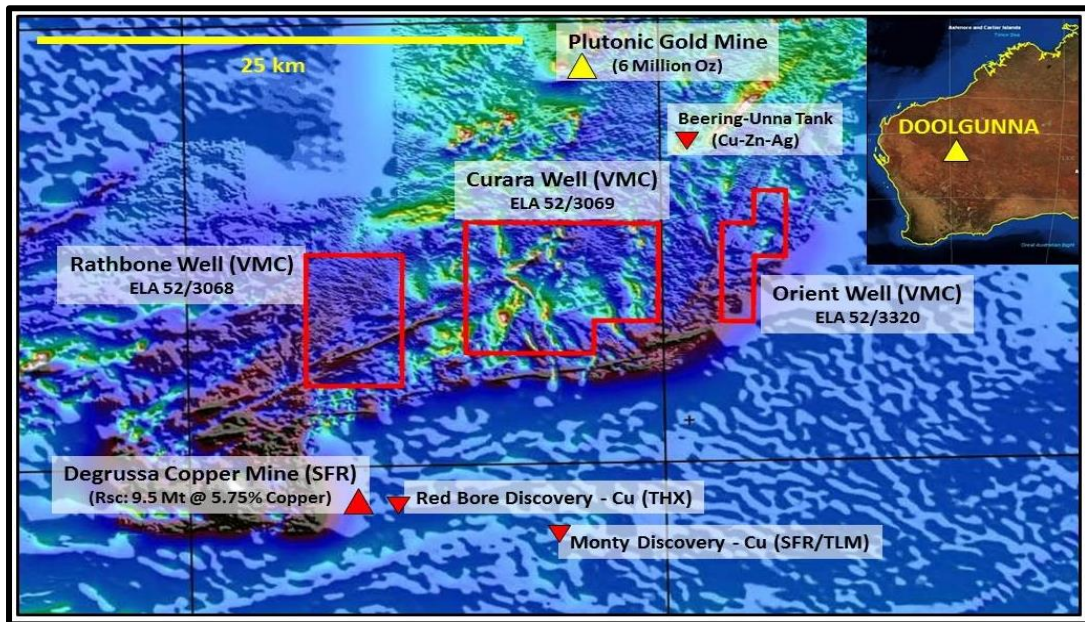 25 km
Plutonic Gold Mine
(6 Million Oz)
Beering-Unna Tank
(Cu-Zn-Ag)
DOOLGUNNA
Curara Well (VMC)
ELA 52/3069
Rathbone Well (VMC)
ELA 52/3068
Orient Well (VMC)
ELA 52/3320
Degrussa Copper Mine (SFR)
(Rsc: 9.5 Mt @ 5.75% Copper)
Red Bore Discovery - Cu (THX)
Monty Discovery - Cu (SFR/TLM)